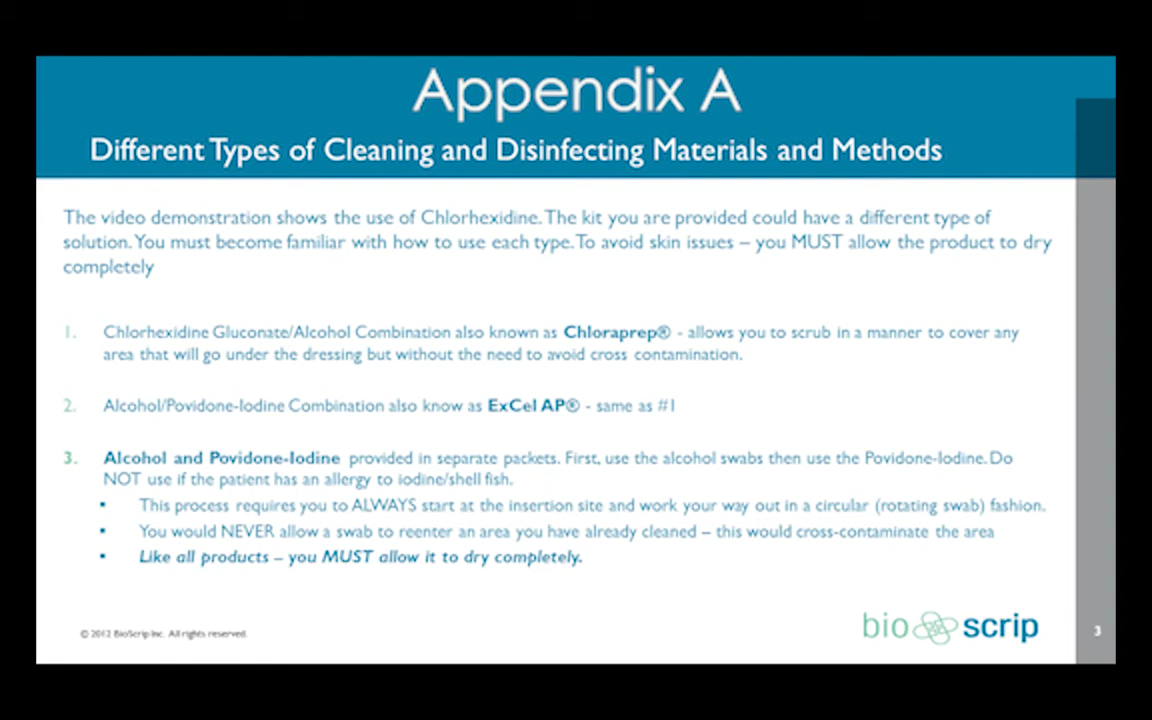 Appendix A
Different Types of Cleaning and Disinfecting Materials and Methods
The video demonstration shows the use of Chlorhexidine. The kit you are provided could have a different type of
solution. You must become familiar with how to use each type. To avoid skin issues – you MUST allow the product to dry
completely
1. Chlorhexidine Gluconate/Alcohol Combination also known as Chloraprep® - allows you to scrub in a manner to cover any
area that will go under the dressing but without the need to avoid cross contamination.
2. Alcohol/Povidone-Iodine Combination also know as ExCel AP® - same as #1
3. Alcohol and Povidone-Iodine provided in separate packets. First, use the alcohol swabs then use the Povidone-Iodine. Do
NOT use if the patient has an allergy to iodine/shell fish.
▪ This process requires you to ALWAYS start at the insertion site and work your way out in a circular (rotating swab) fashion.
▪ You would NEVER allow a swab to reenter an area you have already cleaned – this would cross-contaminate the area
▪ Like all products – you MUST allow it to dry completely.
© 2012 BioScrip Inc. All rights reserved.
bio scrip
3